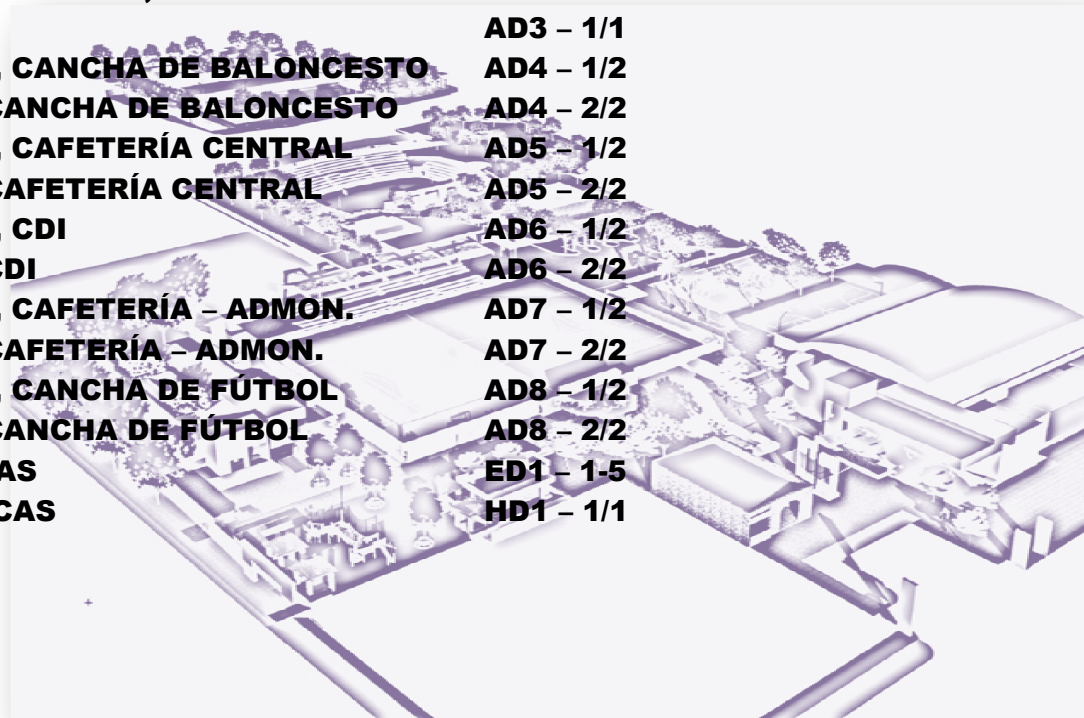 AD3 – 1/1
, CANCHA DE BALONCESTO AD4 – 1/2
CANCHA DE BALONCESTO AD4 – 2/2
, CAFETERÍA CENTRAL AD5 – 1/2
CAFETERÍA CENTRAL AD5 – 2/2
, CDI AD6 – 1/2
CDI AD6 – 2/2
, CAFETERÍA – ADMON. AD7 – 1/2
CAFETERÍA – ADMON. AD7 – 2/2
, CANCHA DE FÚTBOL AD8 – 1/2
CANCHA DE FÚTBOL AD8 – 2/2
AS ED1 – 1-5
CAS HD1 – 1/1